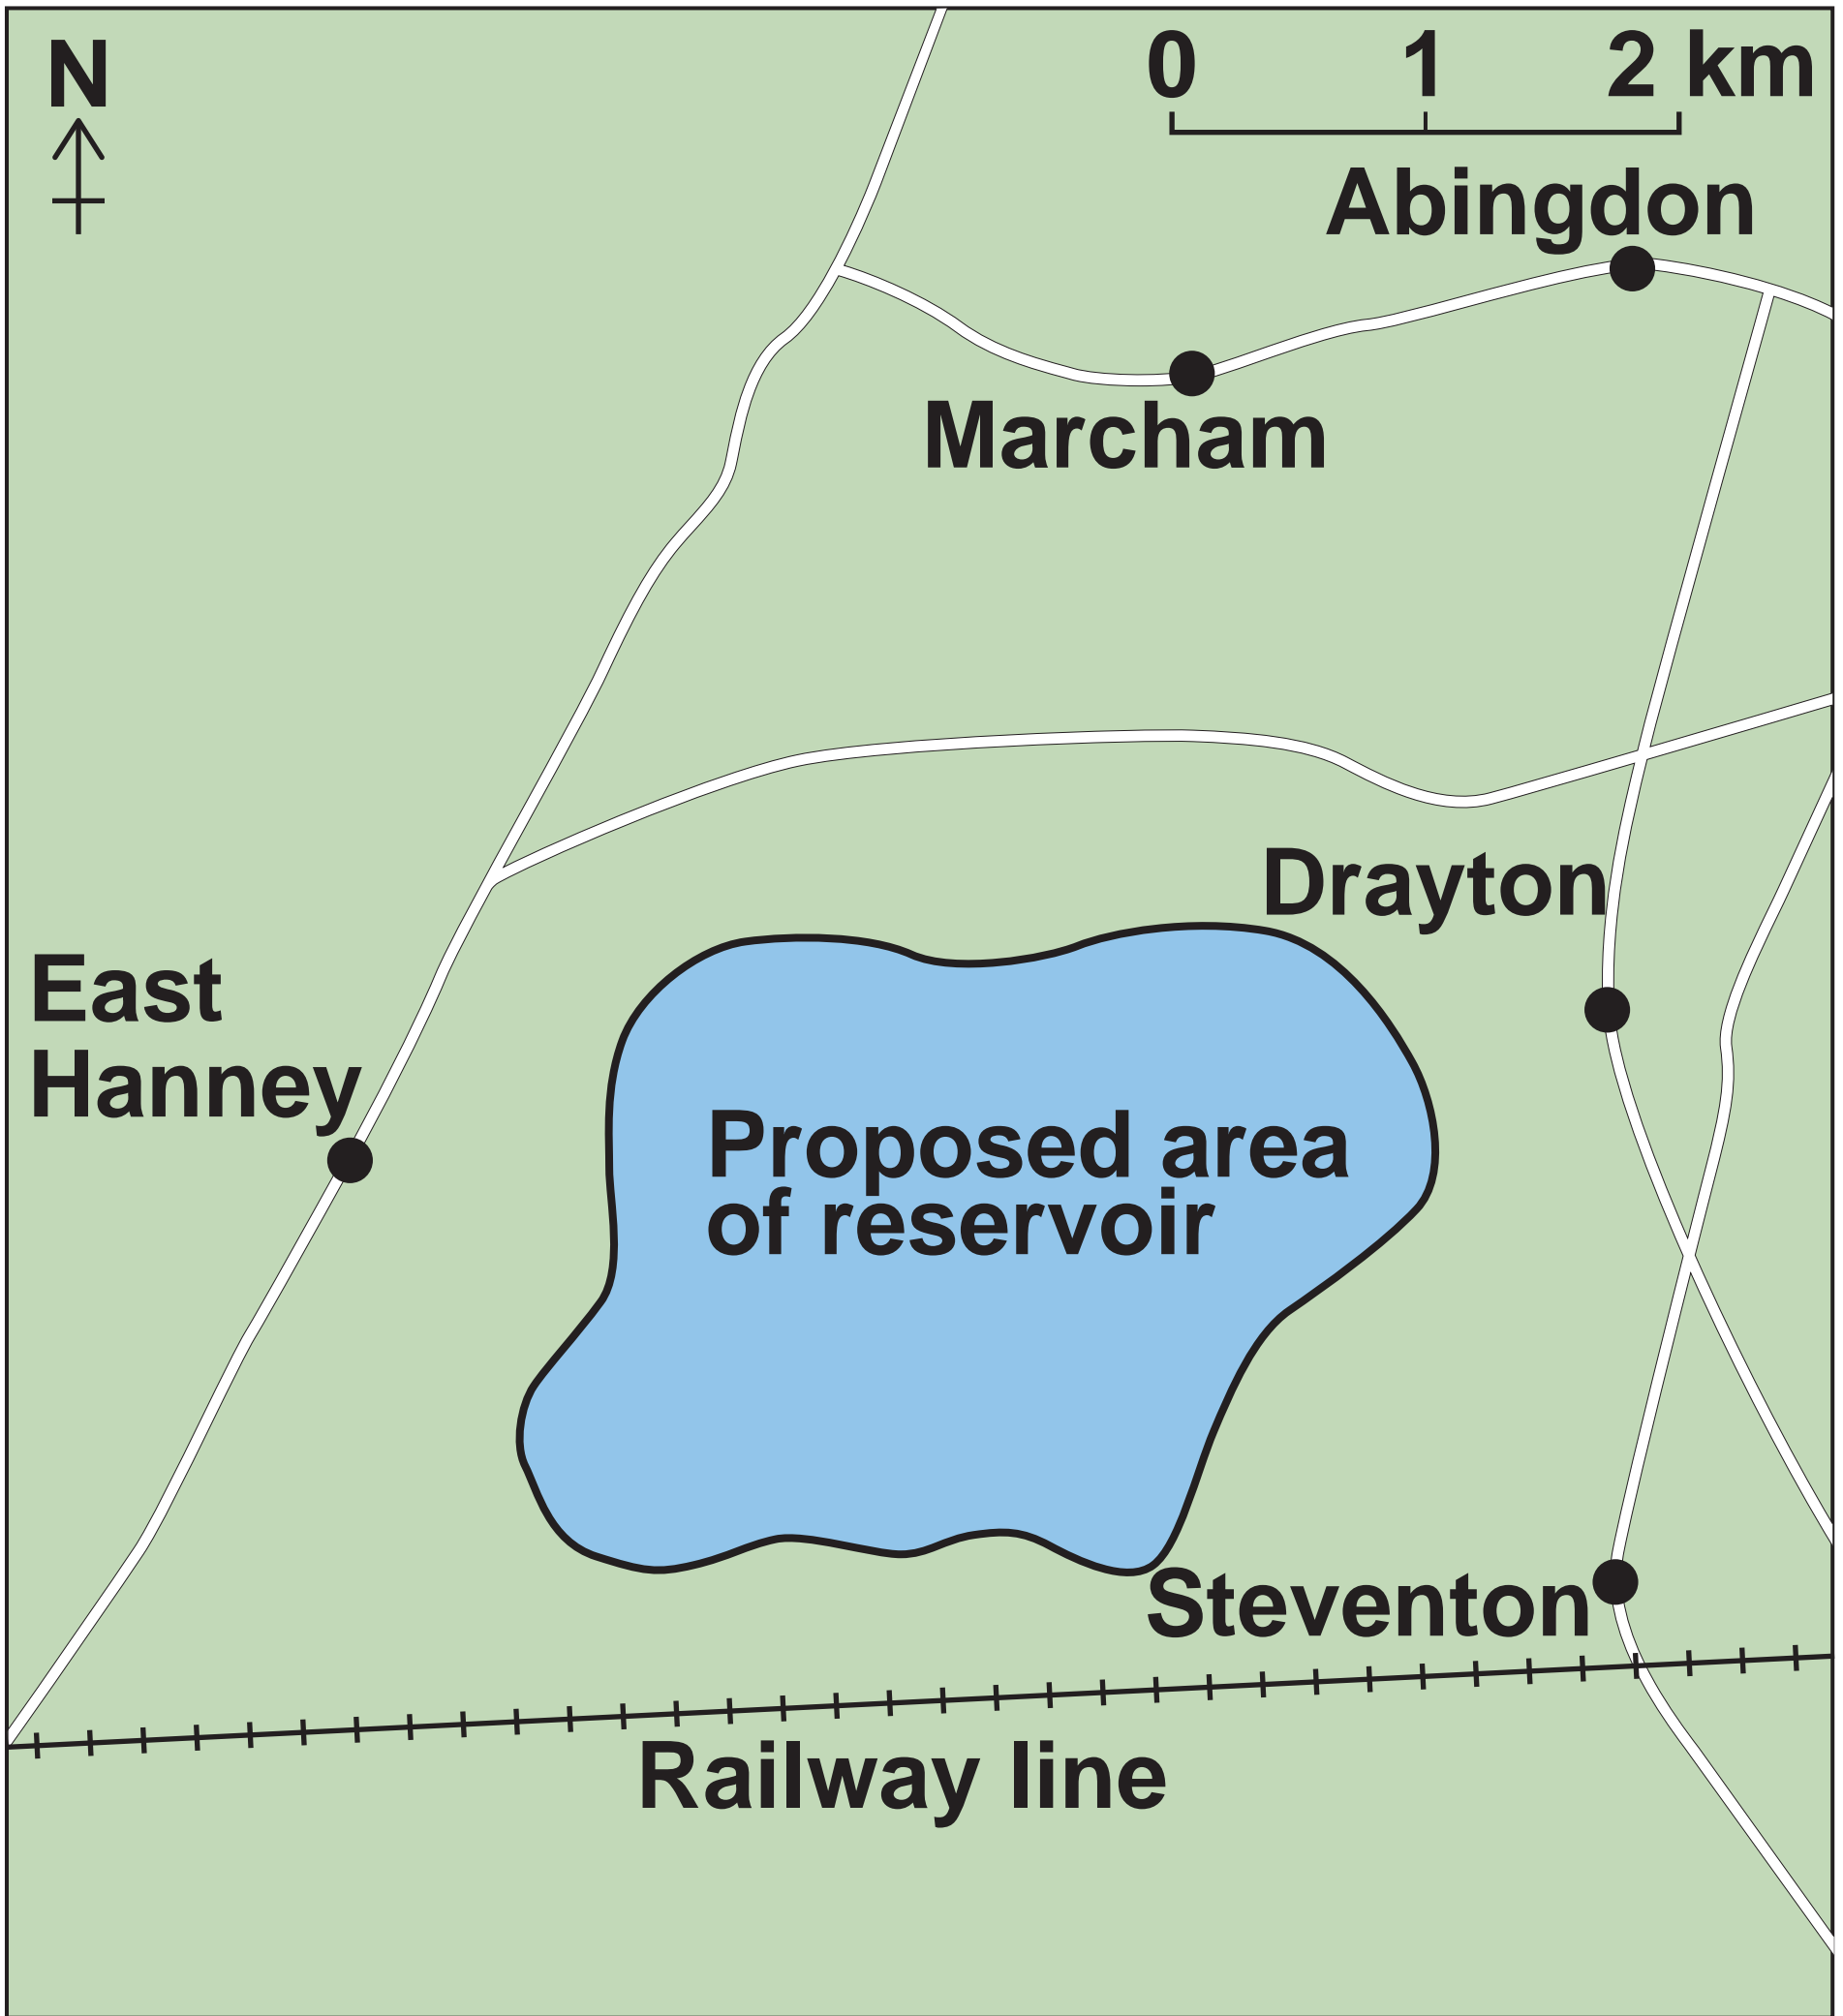 N
0 1 2 km
Abingdon
Marcham
Drayton
East
Hanney
Proposed area
of reservoir
Steventon
Railway line